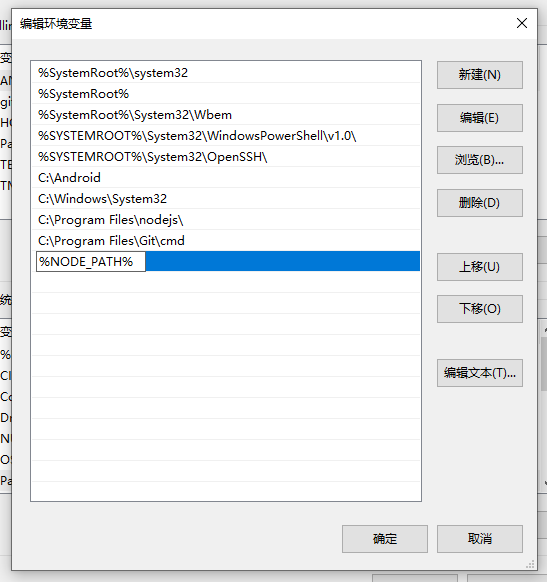 编辑环境变量
%SystemRoot%\system32
%SystemRoot%
%SystemRoot%\System32\Wbem
%SYSTEMROOT%\System32\WindowsPowerShell\v1.0\
%SYSTEMROOT%\System32\OpenSSH\
C:\Android
C:\Windows\System32
C:\Program Files\nodejs\
C:\Program Files\Git\cmd
%NODE_PATH%
新建(N)
编辑(E)
浏览(B)...
删除(D)
上移(U)
下移(O)
编辑文本(T)...
确定
取消